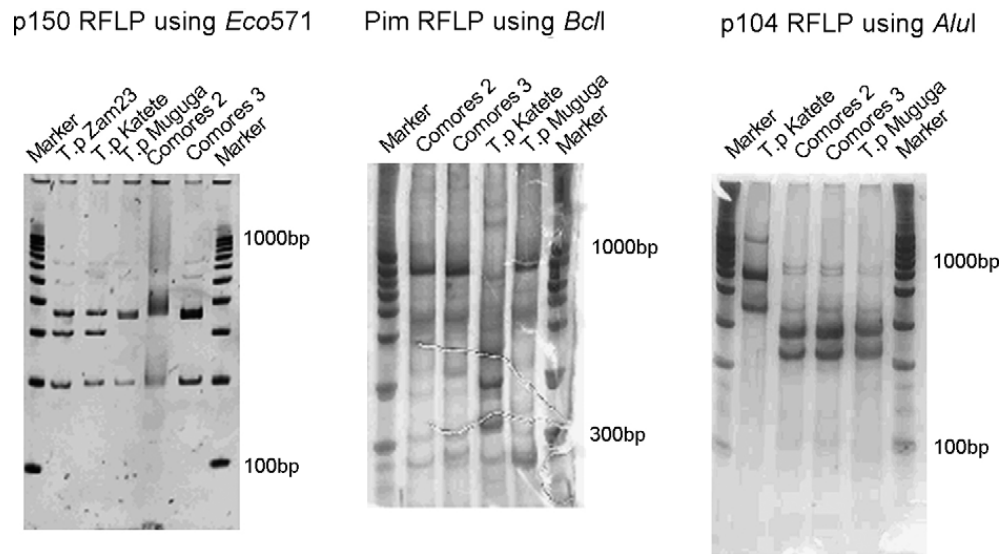 p150 RFLP using Eco571
Marker
T.p Zam23
T.p Katete
T.p Muguga
Comores 2
Comores 3
Marker
1000bp
100bp
Pim RFLP using BclI
Marker
Comores 2
Comores 3
T.p Katete
T.p Muguga
Marker
1000bp
300bp
p104 RFLP using AluI
Marker
T.p Katete
Comores 2
Comores 3
T.p Muguga
Marker
1000bp
100bp